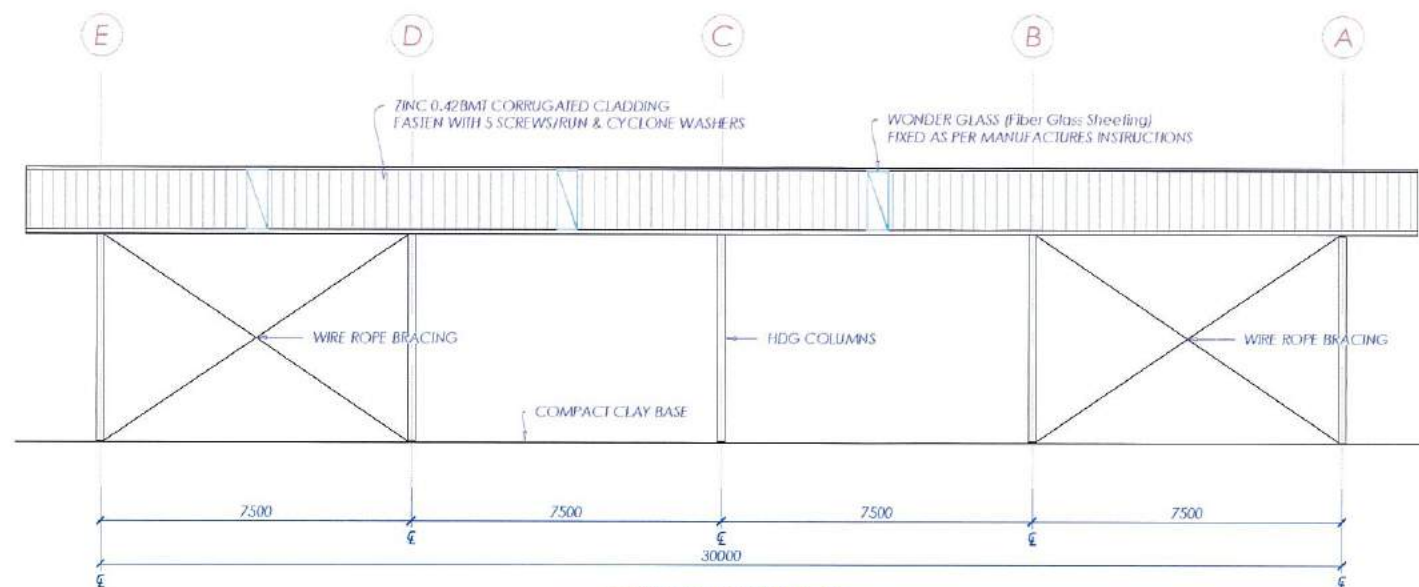 E D C B A
ZINC 0.42BMT CORRUGATED CLADDING
FASTEN WITH 5 SCREWS/RUN & CYCLONE WASHERS
WONDER GLASS (Fiber Glass Sheeting)
FIXED AS PER MANUFACTURES INSTRUCTIONS
WIRE ROPE BRACING
HDG COLUMNS
WIRE ROPE BRACING
COMPACT CLAY BASE
7500 7500 7500 7500
℄ ℄ ℄
30000
℄ ℄